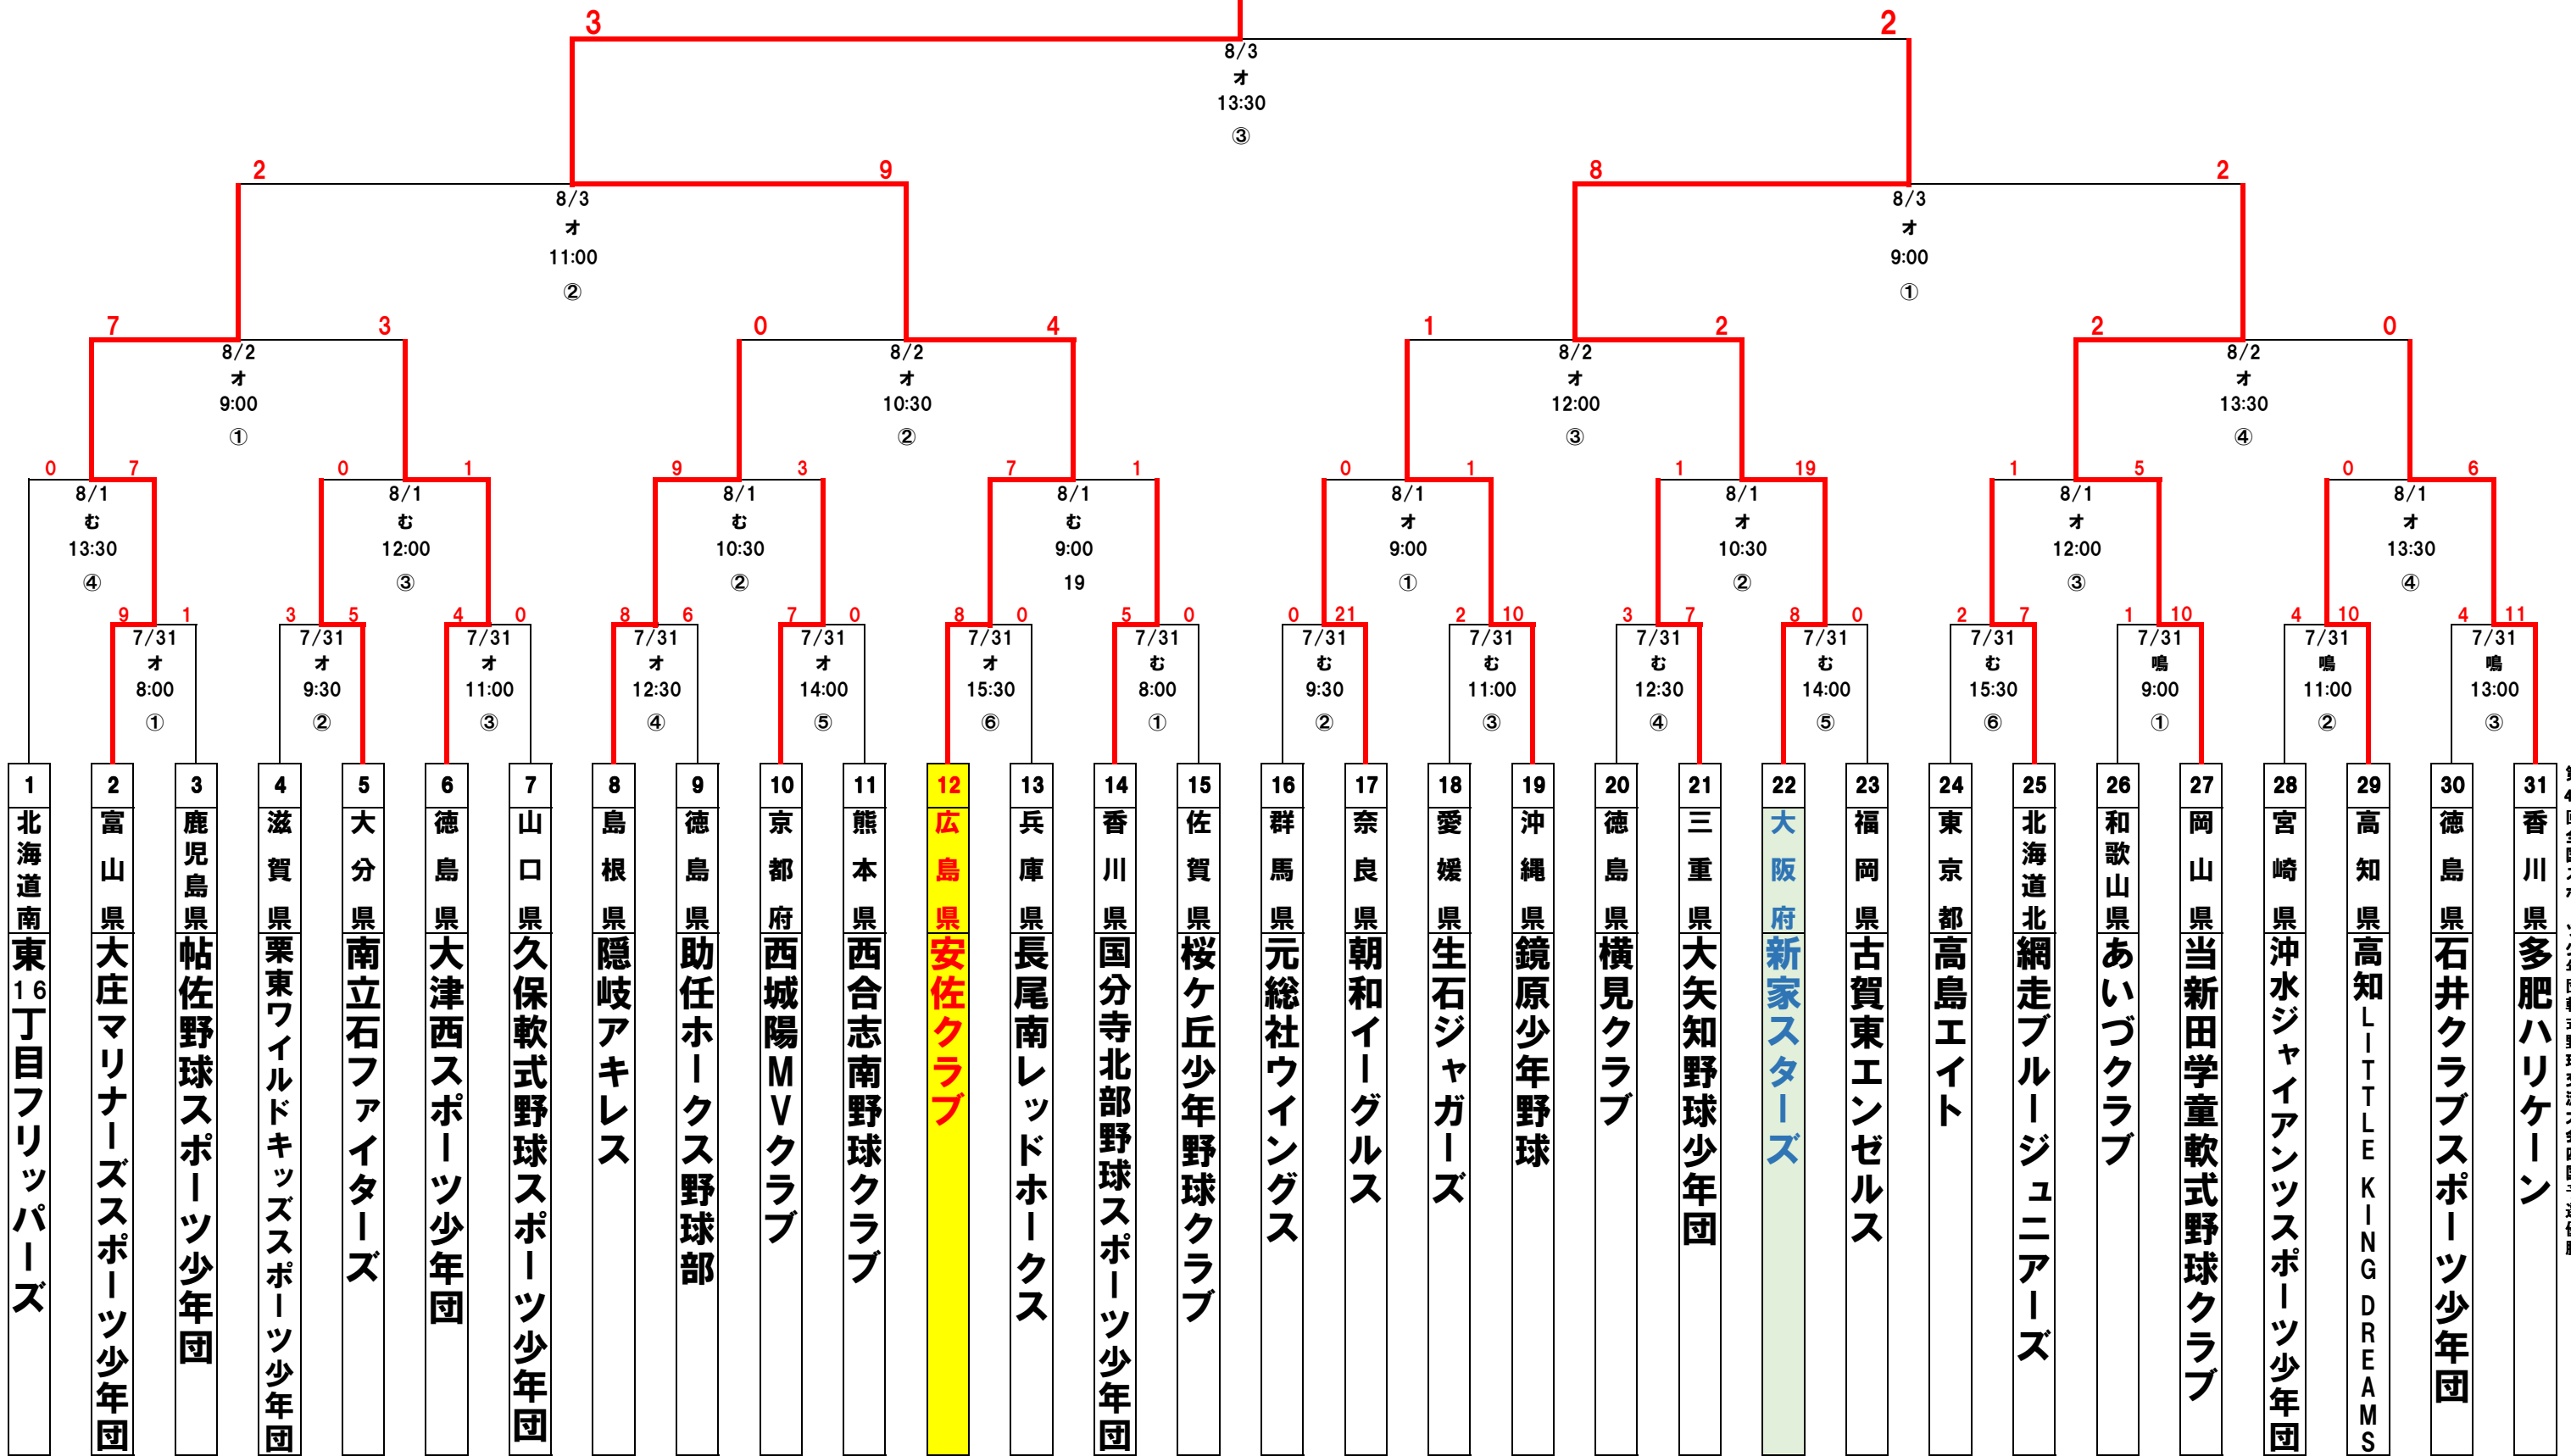 3 2
8/3
オ
13:30
③
2 9 8 2
8/3 8/3
オ オ
11:00 9:00
② ①
7 3 0 4 1 2 2 0
8/2 8/2 8/2 8/2
オ オ オ オ
9:00 10:30 12:00 13:30
① ② ③ ④
0 7 0 1 9 3 7 1 0 1 1 19 1 5 0 6
8/1 8/1 8/1 8/1 8/1 8/1 8/1 8/1
む む む む オ オ オ オ
13:30 12:00 10:30 9:00 9:00 10:30 12:00 13:30
④ ③ ② 19 ① ② ③ ④
9 1 3 5 4 0 8 6 7 0 8 0 5 0 0 21 2 10 3 7 8 0 2 7 1 10 4 10 4 11
7/31 7/31 7/31 7/31 7/31 7/31 7/31 7/31 7/31 7/31 7/31 7/31 7/31 7/31 7/31
オ オ オ オ オ オ む む む む む む 鳴 鳴 鳴
8:00 9:30 11:00 12:30 14:00 15:30 8:00 9:30 11:00 12:30 14:00 15:30 9:00 11:00 13:00
① ② ③ ④ ⑤ ⑥ ① ② ③ ④ ⑤ ⑥ ① ② ③
1 北海道南 東16丁目フリッパーズ
2 富山県 大庄マリナーズスポーツ少年団
3 鹿児島県 帖佐野球スポーツ少年団
4 滋賀県 栗東ワイルドキッズスポーツ少年団
5 大分県 南立石ファイターズ
6 徳島県 大津西スポーツ少年団
7 山口県 久保軟式野球スポーツ少年団
8 島根県 隠岐アキレス
9 徳島県 助任ホークス野球部
10 京都府 西城陽MVクラブ
11 熊本県 西合志南野球クラブ
12 広島県 安佐クラブ
13 兵庫県 長尾南レッドホークス
14 香川県 国分寺北部野球スポーツ少年団
15 佐賀県 桜ケ丘少年野球クラブ
16 群馬県 元総社ウイングス
17 奈良県 朝和イーグルス
18 愛媛県 生石ジャガーズ
19 沖縄県 鏡原少年野球
20 徳島県 横見クラブ
21 三重県 大矢知野球少年団
22 大阪府 新家スターズ
23 福岡県 古賀東エンゼルス
24 東京都 高島エイト
25 北海道北 網走ブルージュニアーズ
26 和歌山県 あいづクラブ
27 岡山県 当新田学童軟式野球クラブ
28 宮崎県 沖水ジャイアンツスポーツ少年団
29 高知県 高知LITTLE KING DREAMS
30 徳島県 石井クラブスポーツ少年団
31 香川県 多肥ハリケーン